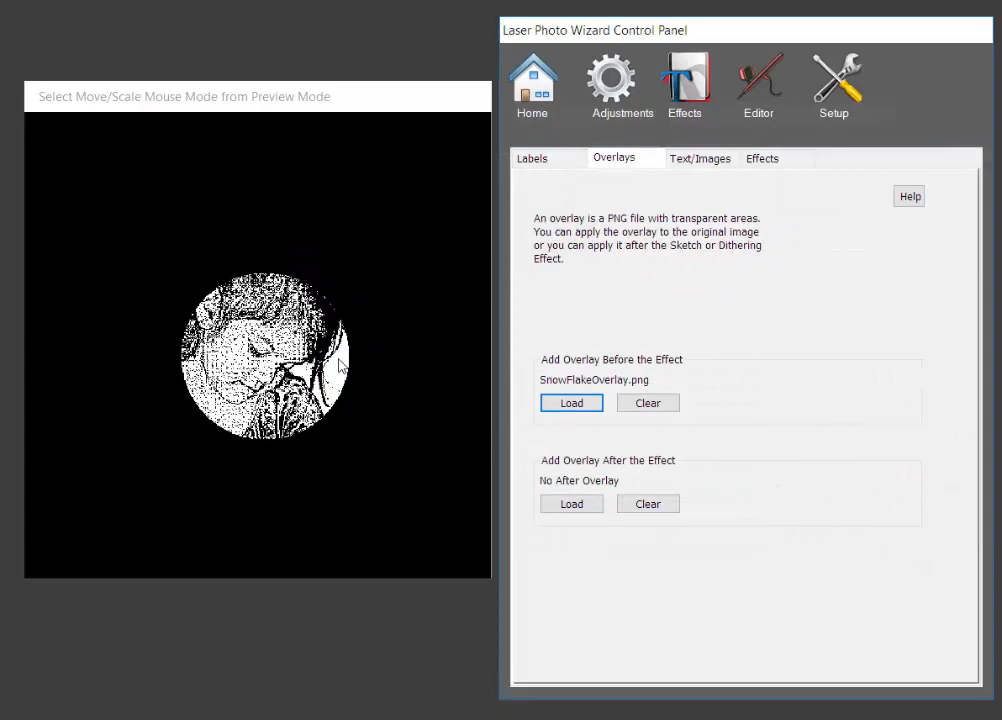 Laser Photo Wizard Control Panel
Select Move/Scale Mouse Mode from Preview Mode
Home Adjustments Effects Editor Setup
Labels Overlays Text/Images Effects
Help
An overlay is a PNG file with transparent areas.
You can apply the overlay to the original image
or you can apply it after the Sketch or Dithering
Effect.
Add Overlay Before the Effect
SnowFlakeOverlay.png
Load Clear
Add Overlay After the Effect
No After Overlay
Load Clear